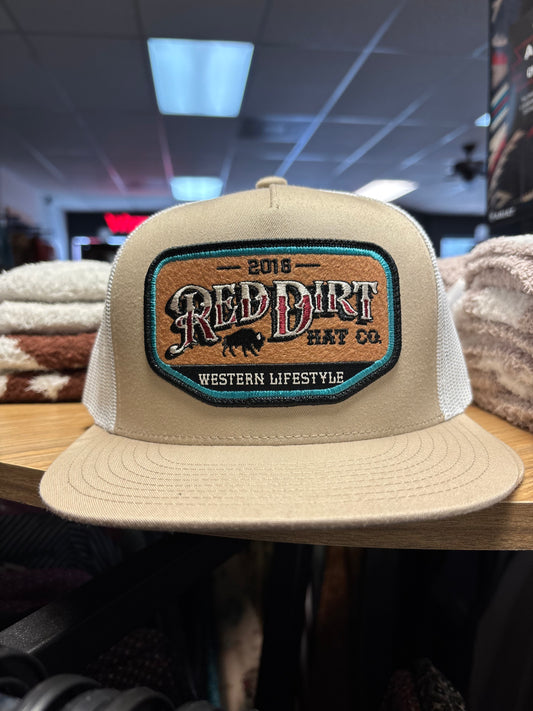 — 2018 —
RED DIRT
HAT CO.
WESTERN LIFESTYLE